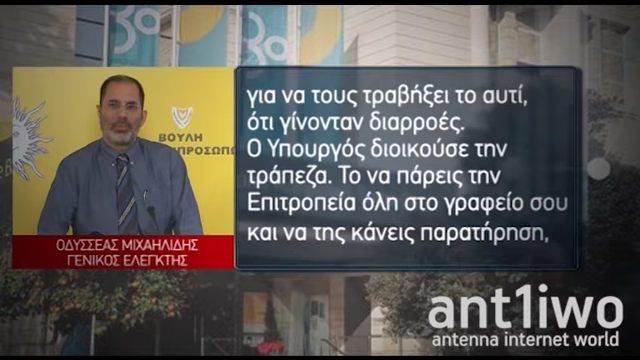 για να τους τραβήξει το αυτί,
ότι γίνονταν διαρροές.
Ο Υπουργός διοικούσε την
τράπεζα. Το να πάρεις την
Επιτροπεία όλη στο γραφείο σου
και να της κάνεις παρατήρηση,
ΒΟΥΛΗ
ΠΡΟΣΩΠΩ
ΟΔΥΣΣΕΑΣ ΜΙΧΑΗΛΙΔΗΣ
ΓΕΝΙΚΟΣ ΕΛΕΓΚΤΗΣ
ant1iwo
antenna internet world